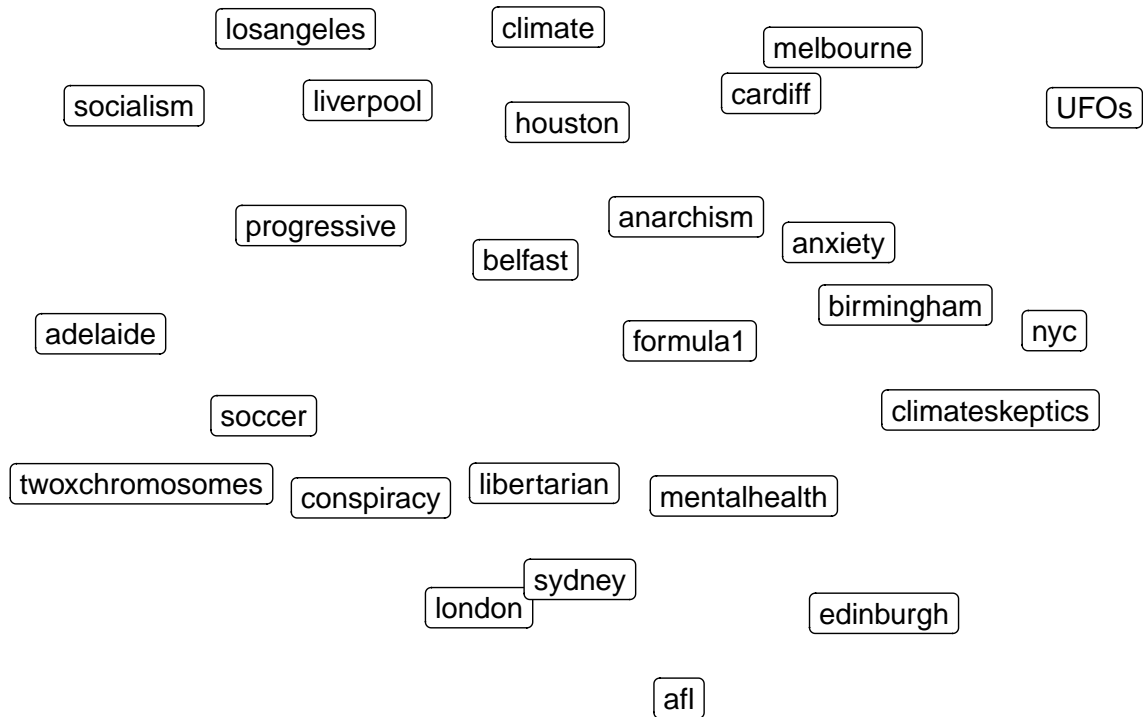 losangeles
climate
melbourne
socialism
liverpool
houston
cardiff
UFOs
progressive
belfast
anarchism
anxiety
birmingham
adelaide
formula1
nyc
soccer
climateskeptics
twoxchromosomes
conspiracy
libertarian
mentalhealth
london
sydney
edinburgh
afl